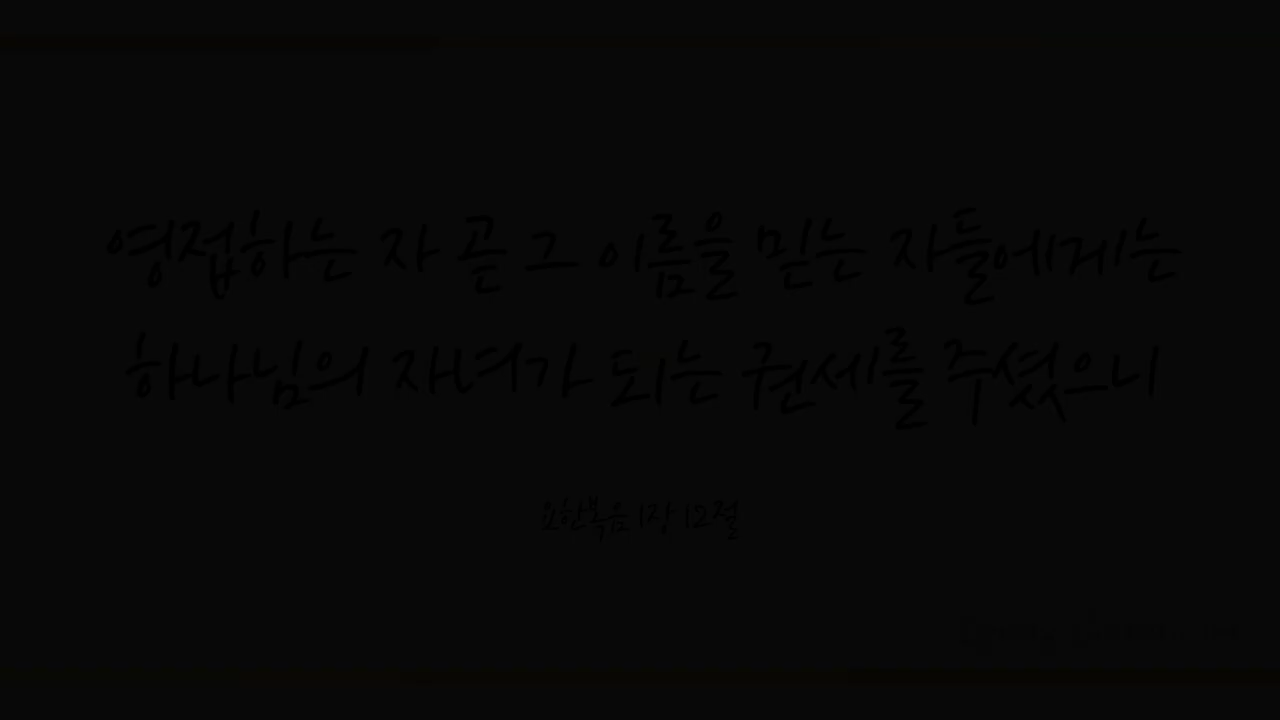 영접하는 자 곧 그 이름을 믿는 자들에게는
하나님의 자녀가 되는 권세를 주셨으니
요한복음 1장 12절